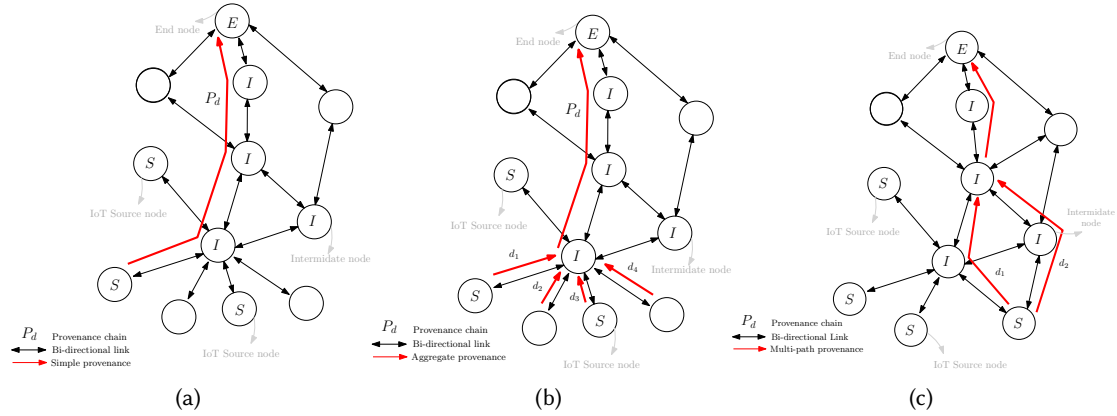 E
End node
I
P_d
I
S
IoT Source node
I
I
Intermidate node
S
S
P_d Provenance chain
Bi-directional link
Simple provenance
IoT Source node
(a)
E
End node
I
P_d
I
S
IoT Source node
I
I
Intermidate node
d_1
d_2
d_3
d_4
S
S
P_d Provenance chain
Bi-directional link
Aggregate provenance
IoT Source node
(b)
E
End node
I
I
S
IoT Source node
Intermidate
node
I
I
d_1
d_2
S
S
S
P_d Provenance chain
Bi-directional Link
Multi-path provenance
IoT Source node
(c)